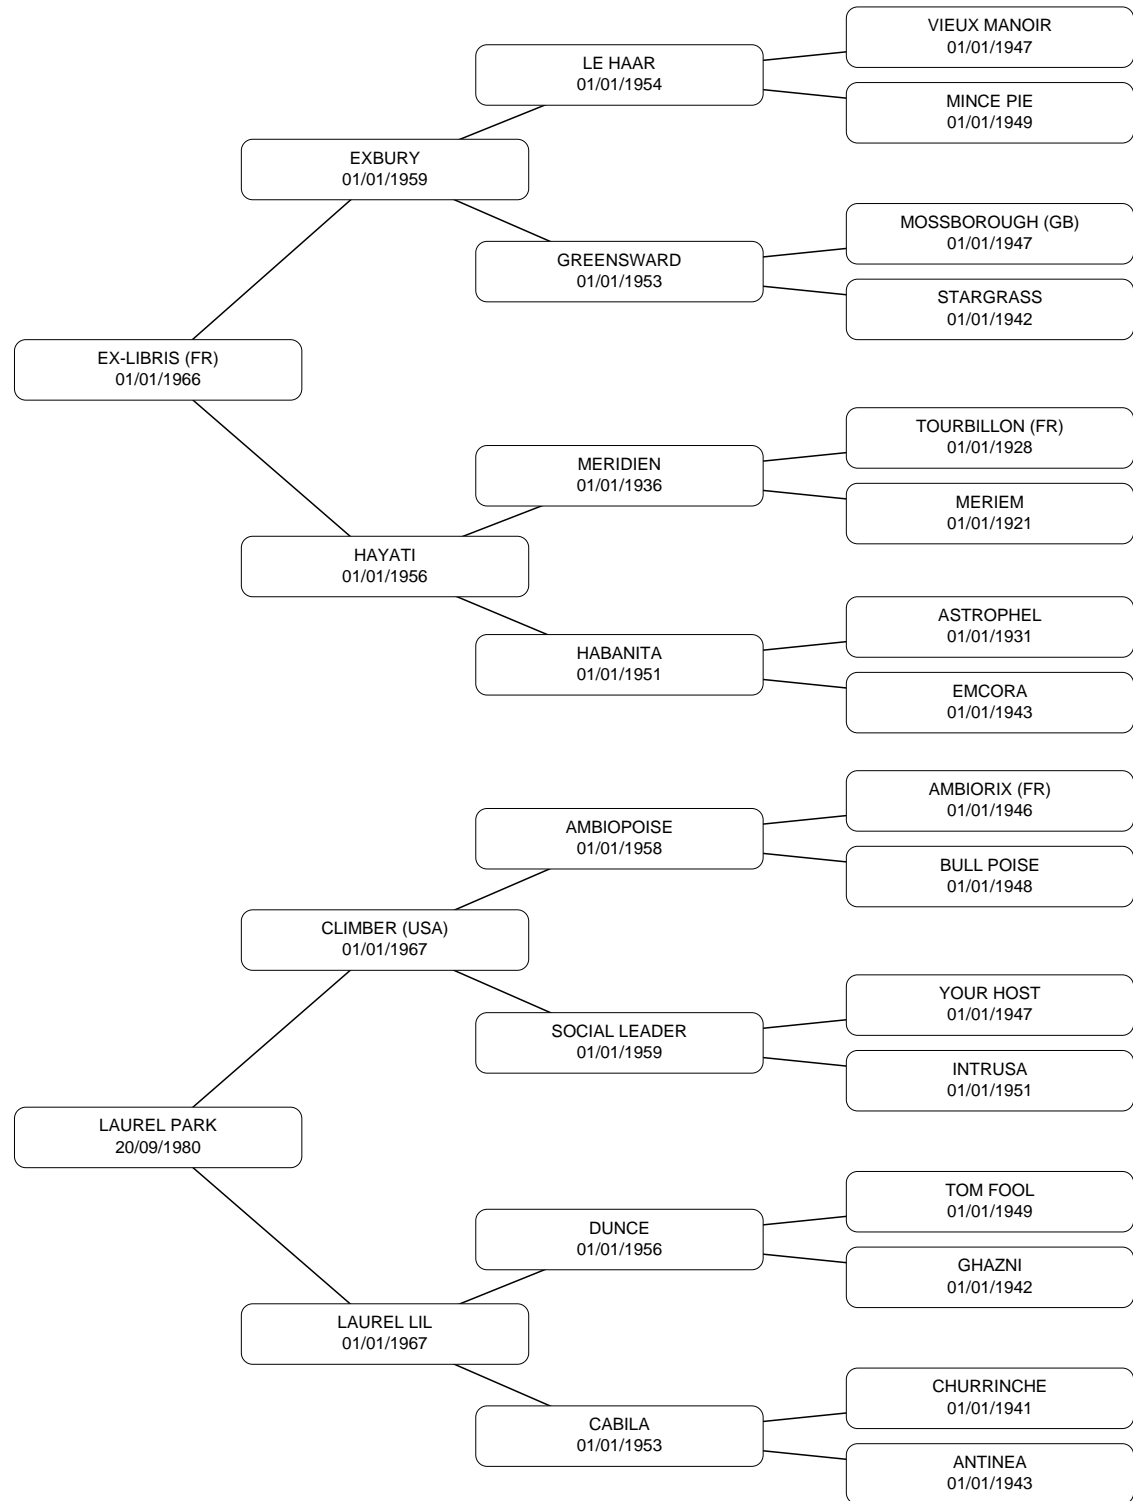 VIEUX MANOIR
01/01/1947
LE HAAR
01/01/1954
MINCE PIE
01/01/1949
EXBURY
01/01/1959
MOSSBOROUGH (GB)
01/01/1947
GREENSWARD
01/01/1953
STARGRASS
01/01/1942
EX-LIBRIS (FR)
01/01/1966
TOURBILLON (FR)
01/01/1928
MERIDIEN
01/01/1936
MERIEM
01/01/1921
HAYATI
01/01/1956
ASTROPHEL
01/01/1931
HABANITA
01/01/1951
EMCORA
01/01/1943
AMBIORIX (FR)
01/01/1946
AMBIOPOISE
01/01/1958
BULL POISE
01/01/1948
CLIMBER (USA)
01/01/1967
YOUR HOST
01/01/1947
SOCIAL LEADER
01/01/1959
INTRUSA
01/01/1951
LAUREL PARK
20/09/1980
TOM FOOL
01/01/1949
DUNCE
01/01/1956
GHAZNI
01/01/1942
LAUREL LIL
01/01/1967
CHURRINCHE
01/01/1941
CABILA
01/01/1953
ANTINEA
01/01/1943